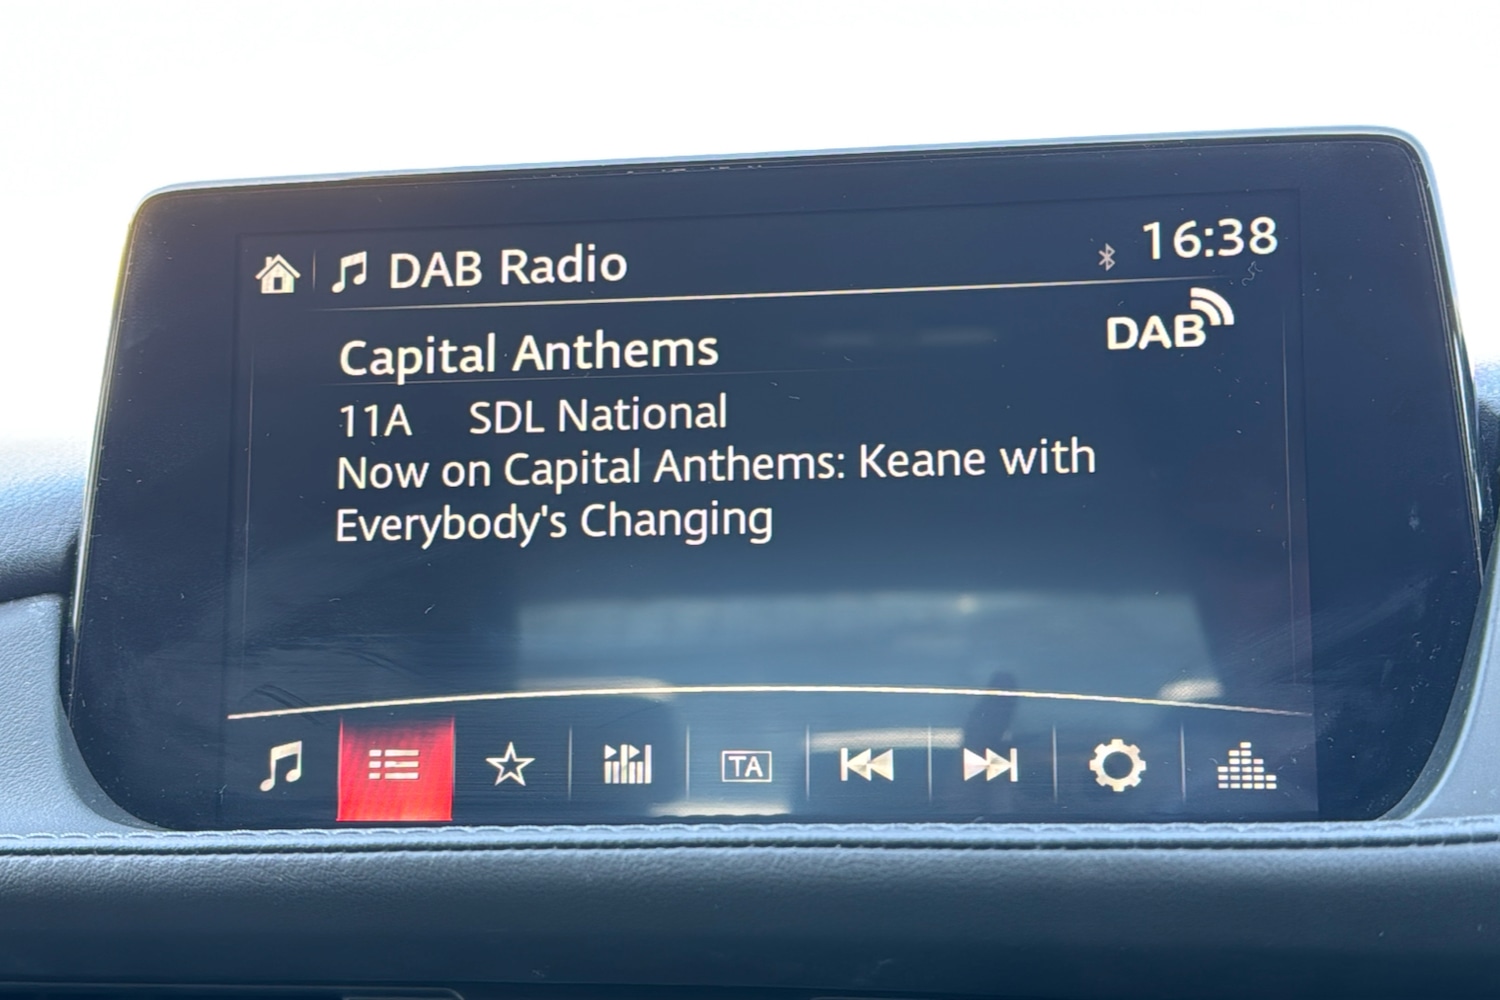 DAB Radio
16:38
Capital Anthems
DAB
11A SDL National
Now on Capital Anthems: Keane with
Everybody's Changing
TA